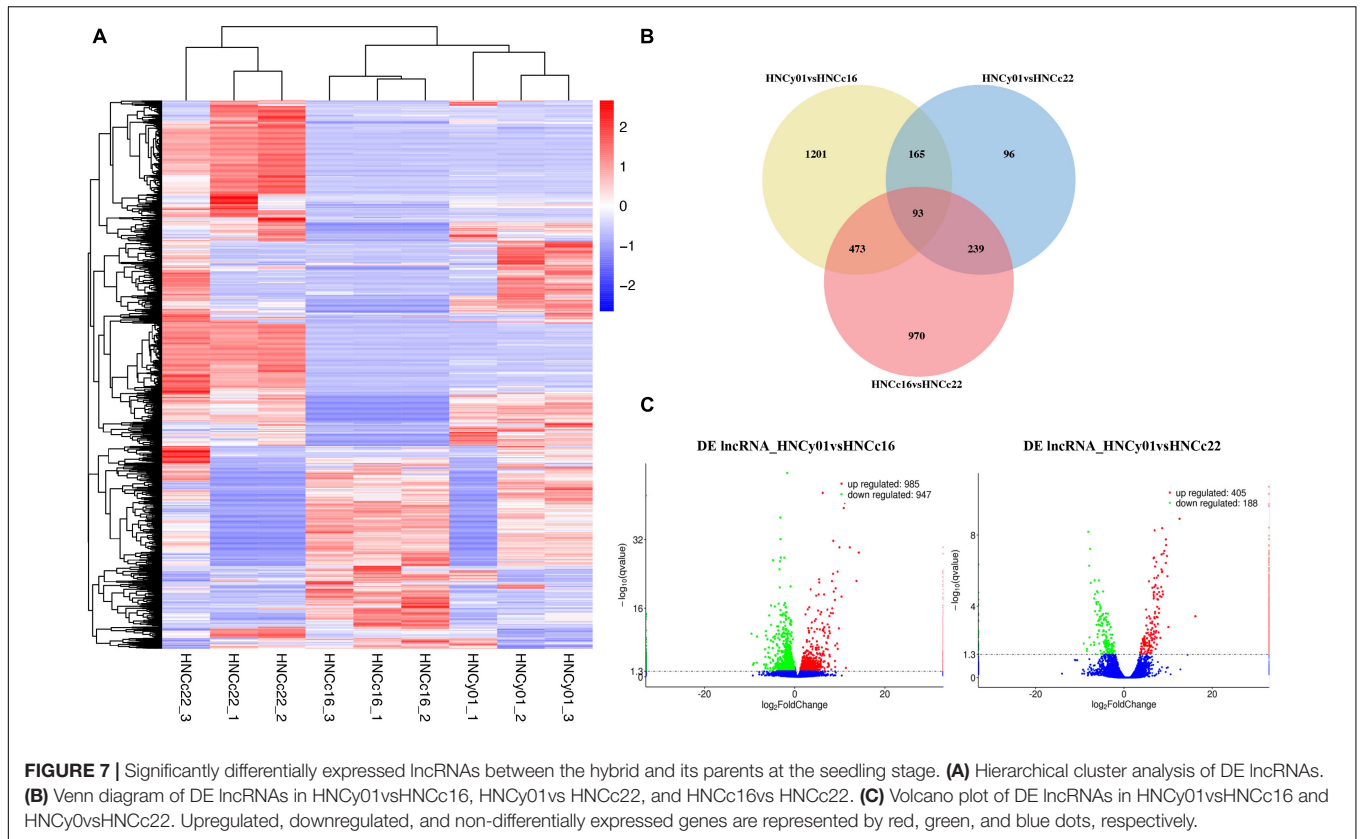 A
2
1
0
−1
−2
HNCc22_3
HNCc22_1
HNCc22_2
HNCc16_3
HNCc16_1
HNCc16_2
HNCy01_1
HNCy01_2
HNCy01_3
B
HNCy01vsHNCc16
HNCy01vsHNCc22
1201
165
96
93
473
239
970
HNCc16vsHNCc22
C
DE lncRNA_HNCy01vsHNCc16
up regulated: 985
down regulated: 947
−log10(qvalue)
32
16
1.3
0
-20
0
20
log2FoldChange
DE lncRNA_HNCy01vsHNCc22
up regulated: 405
down regulated: 188
−log10(qvalue)
8
4
1.3
0
-20
0
20
log2FoldChange
FIGURE 7 | Significantly differentially expressed lncRNAs between the hybrid and its parents at the seedling stage. (A) Hierarchical cluster analysis of DE lncRNAs.
(B) Venn diagram of DE lncRNAs in HNCy01vsHNCc16, HNCy01vs HNCc22, and HNCc16vs HNCc22. (C) Volcano plot of DE lncRNAs in HNCy01vsHNCc16 and
HNCy0vsHNCc22. Upregulated, downregulated, and non-differentially expressed genes are represented by red, green, and blue dots, respectively.